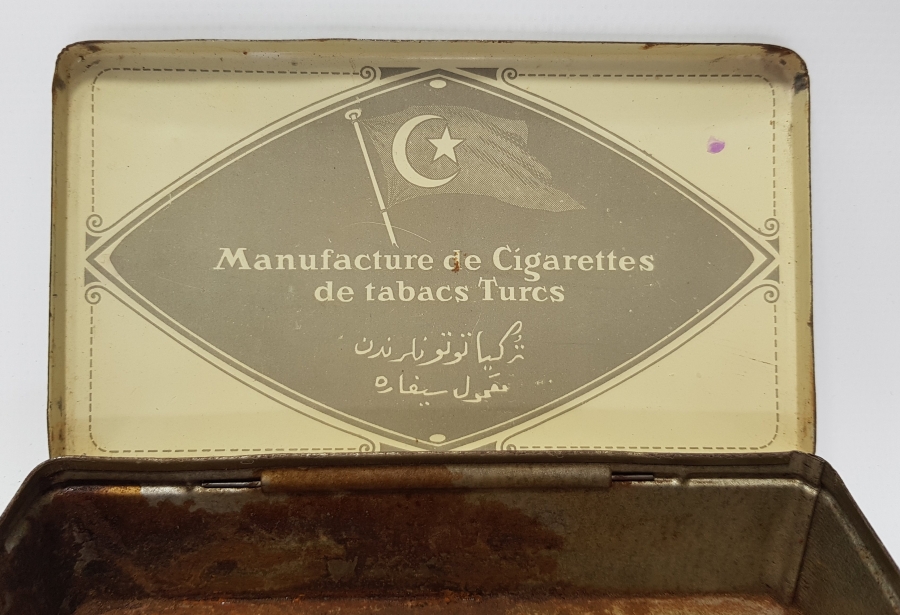 Manufacture de Cigarettes
de tabacs Turcs
تركيا توتونلرندن
معمول سيغاره